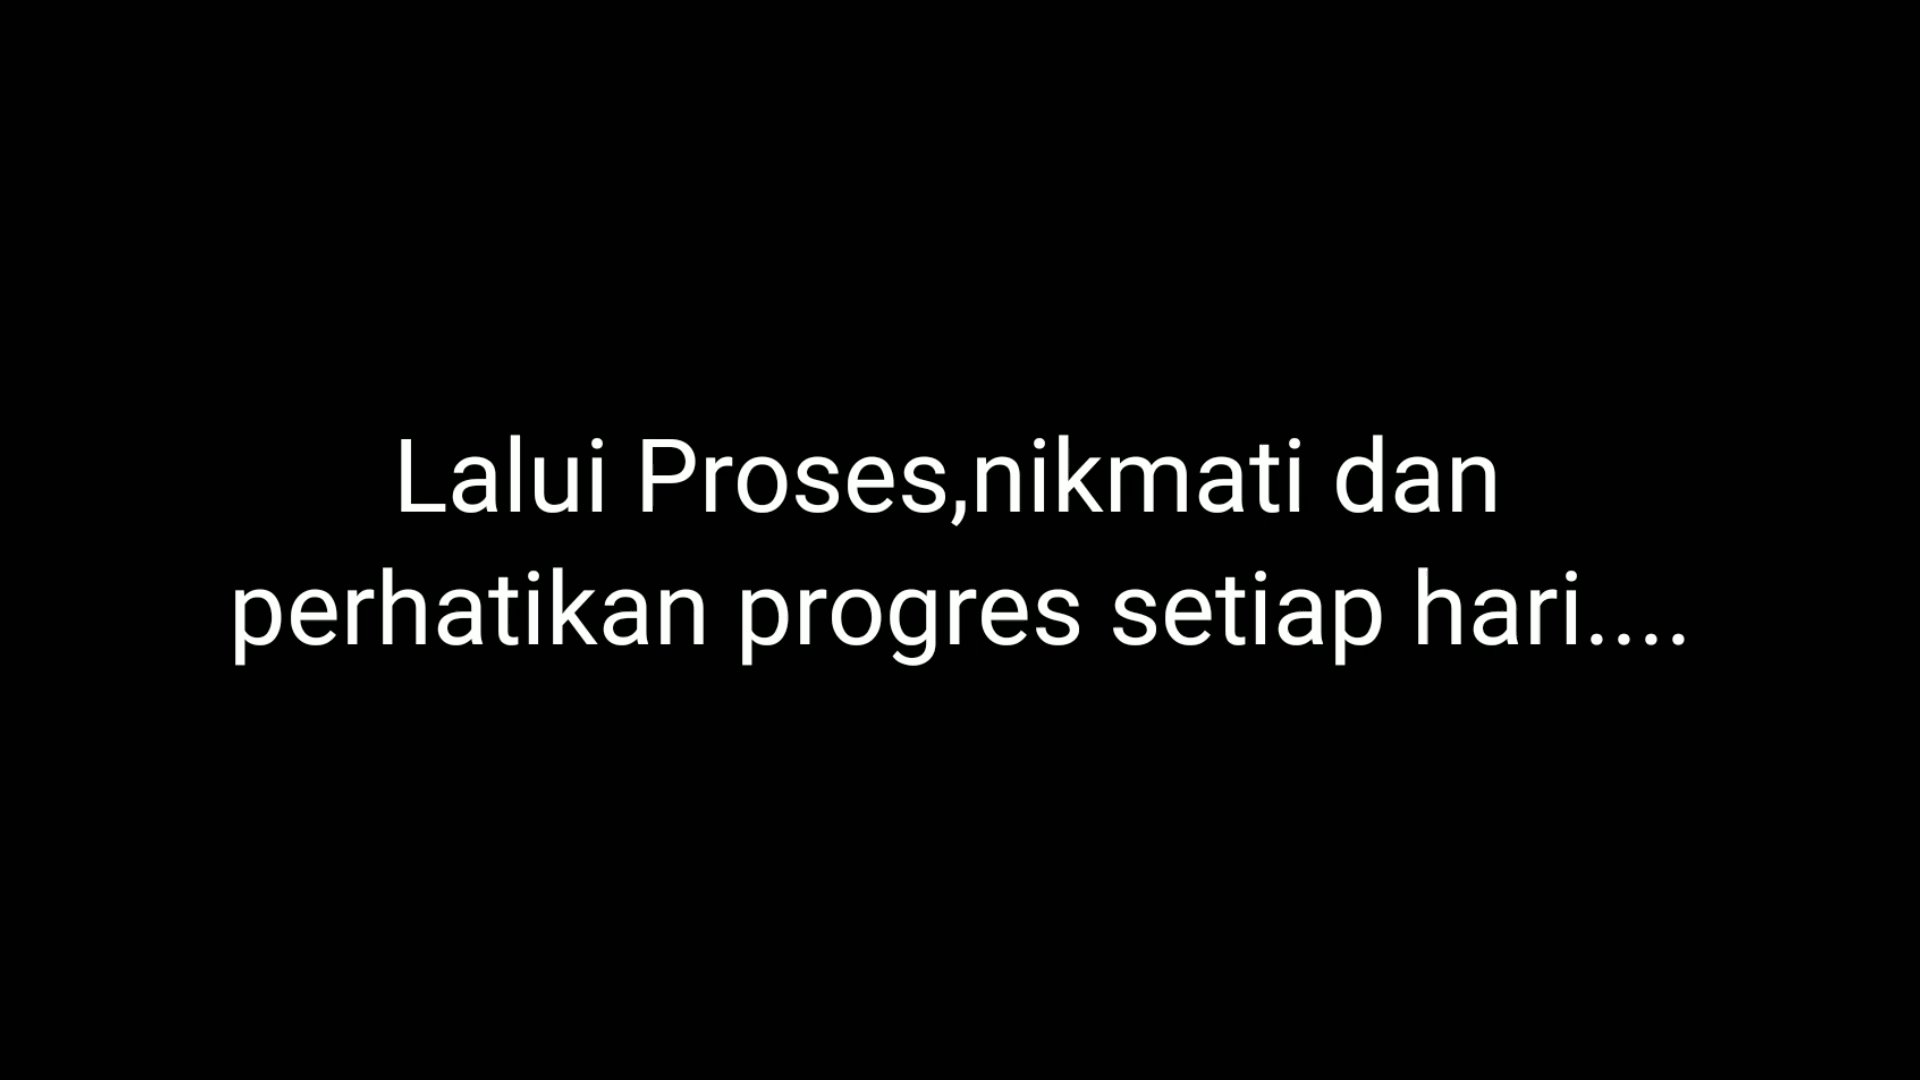 Lalui Proses,nikmati dan
perhatikan progres setiap hari....